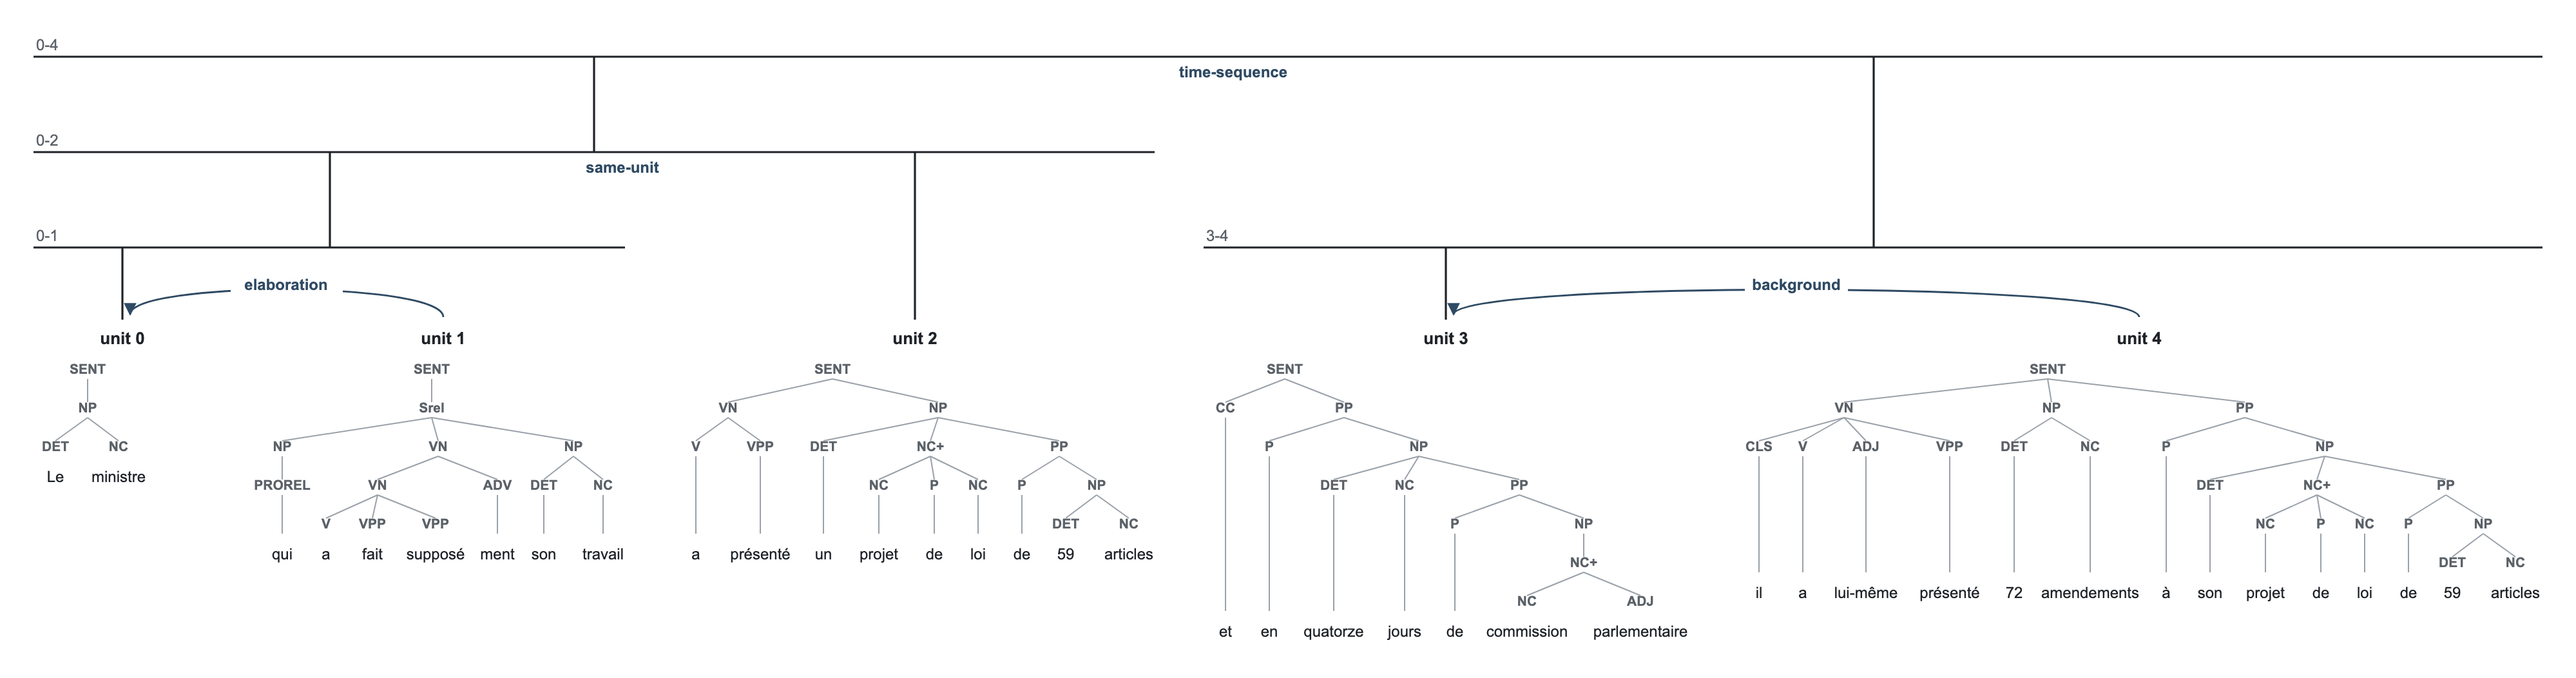 0-4
time-sequence
0-2
same-unit
0-1
3-4
elaboration
background
unit 0 unit 1 unit 2 unit 3 unit 4
SENT SENT SENT SENT SENT
NP Srel VN NP CC PP VN NP PP
DET NC NP VN NP V VPP DET NC+ PP P NP CLS V ADJ VPP DET NC P NP
Le ministre
PROREL VN ADV DET NC NC P NC P NP DET NC PP DET NC+ PP
V VPP VPP DET NC P NP NC P NC P NP
qui a fait supposé ment son travail a présenté un projet de loi de 59 articles
NC+ DET NC
il a lui-même présenté 72 amendements à son projet de loi de 59 articles
NC ADJ
et en quatorze jours de commission parlementaire